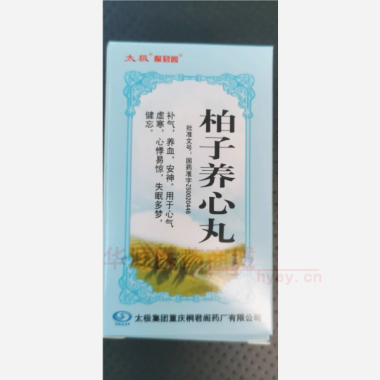 太极® 桐君阁®
柏子养心丸
批准文号：国药准字Z50020446
补气，养血，安神。用于心气
虚寒，心悸易惊，失眠多梦，
健忘。
太极集团重庆桐君阁药厂有限公司
hyey.cn